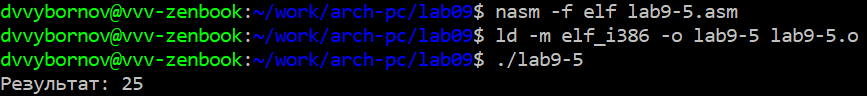 dvvybornov@vvv-zenbook:~/work/arch-pc/lab09$ nasm -f elf lab9-5.asm
dvvybornov@vvv-zenbook:~/work/arch-pc/lab09$ ld -m elf_i386 -o lab9-5 lab9-5.o
dvvybornov@vvv-zenbook:~/work/arch-pc/lab09$ ./lab9-5
Результат: 25